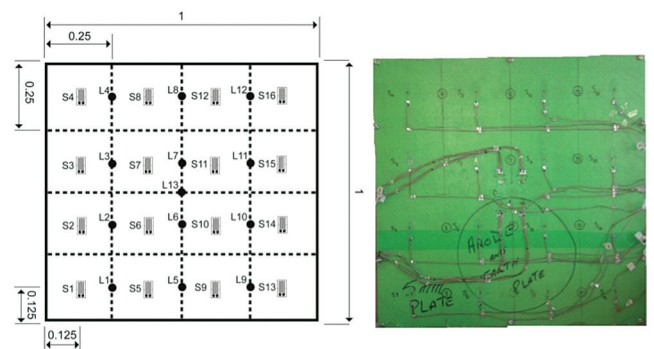 1
0.25
0.25
S4 L4 S8 L8 S12 L12 S16
S3 L3 S7 L7 S11 L11 S15
L13
1
S2 L2 S6 L6 S10 L10 S14
S1 L1 S5 L5 S9 L9 S13
0.125
0.125
ANODE
AND
EARTH
PLATE
5mm
PLATE